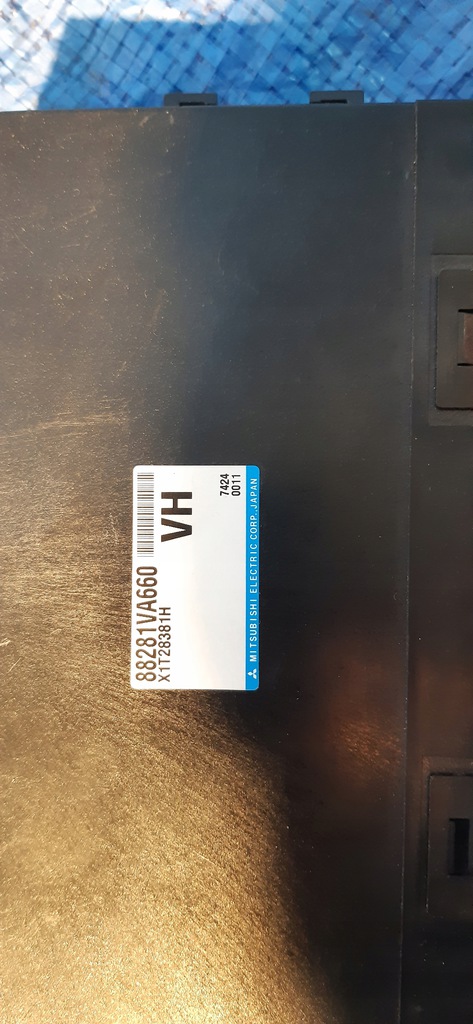 88281VA660
X1T28381H
VH
7424
0011
MITSUBISHI ELECTRIC CORP.,JAPAN